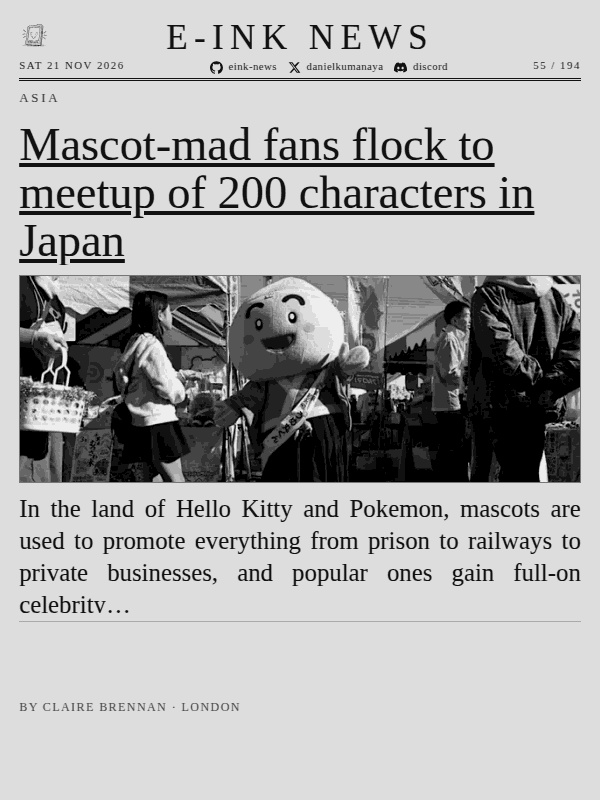 E-INK NEWS
SAT 21 NOV 2026
eink-news danielkumanaya discord
55 / 194
ASIA
Mascot-mad fans flock to
meetup of 200 characters in
Japan
In the land of Hello Kitty and Pokemon, mascots are
used to promote everything from prison to railways to
private businesses, and popular ones gain full-on
celebrity…
BY CLAIRE BRENNAN · LONDON